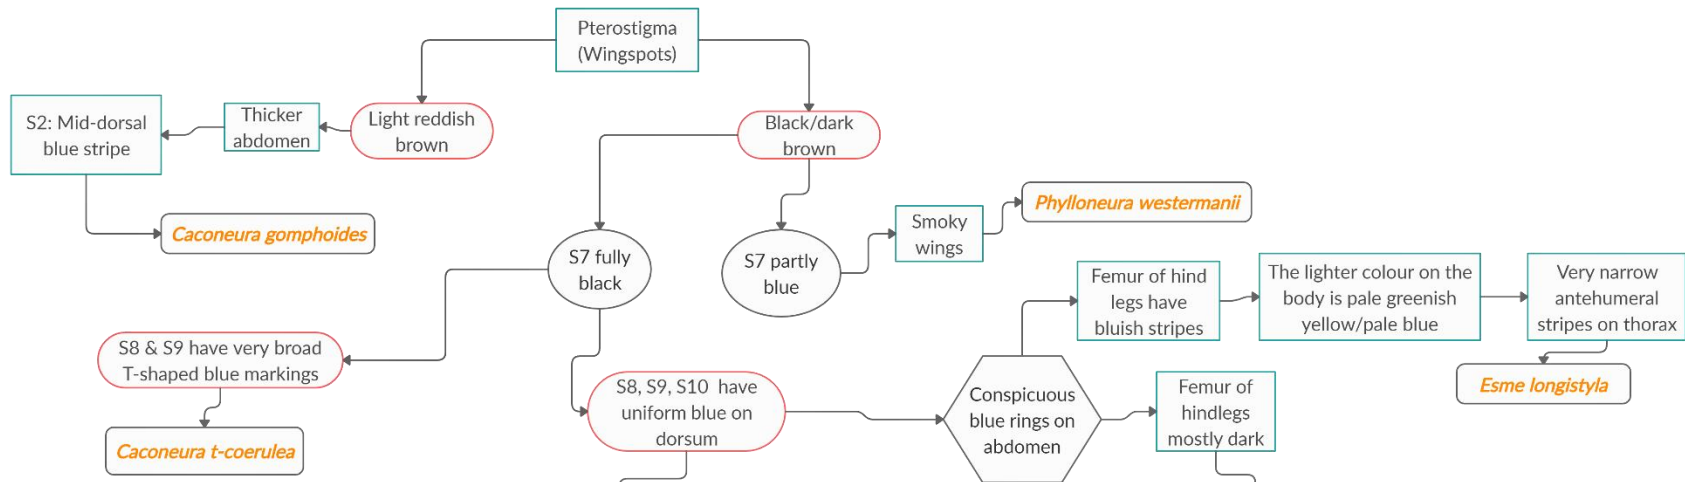 Pterostigma
(Wingspots)
S2: Mid-dorsal
blue stripe
Thicker
abdomen
Light reddish
brown
Black/dark
brown
Caconeura gomphoides
S7 fully
black
S7 partly
blue
Smoky
wings
Phylloneura westermanii
Femur of hind
legs have
bluish stripes
The lighter colour on the
body is pale greenish
yellow/pale blue
Very narrow
antehumeral
stripes on thorax
S8 & S9 have very broad
T-shaped blue markings
S8, S9, S10 have
uniform blue on
dorsum
Conspicuous
blue rings on
abdomen
Femur of
hindlegs
mostly dark
Esme longistyla
Caconeura t-coerulea